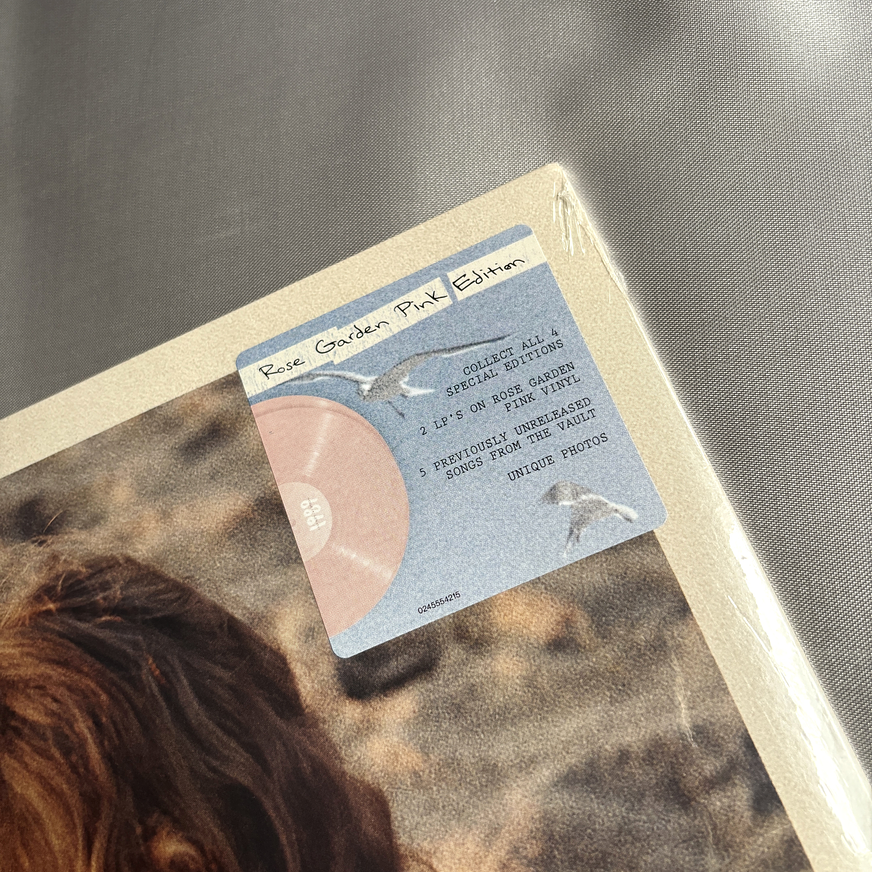 Rose Garden Pink Edition
COLLECT ALL 4
SPECIAL EDITIONS
2 LP'S ON ROSE GARDEN
PINK VINYL
5 PREVIOUSLY UNRELEASED
SONGS FROM THE VAULT
UNIQUE PHOTOS
0245554215